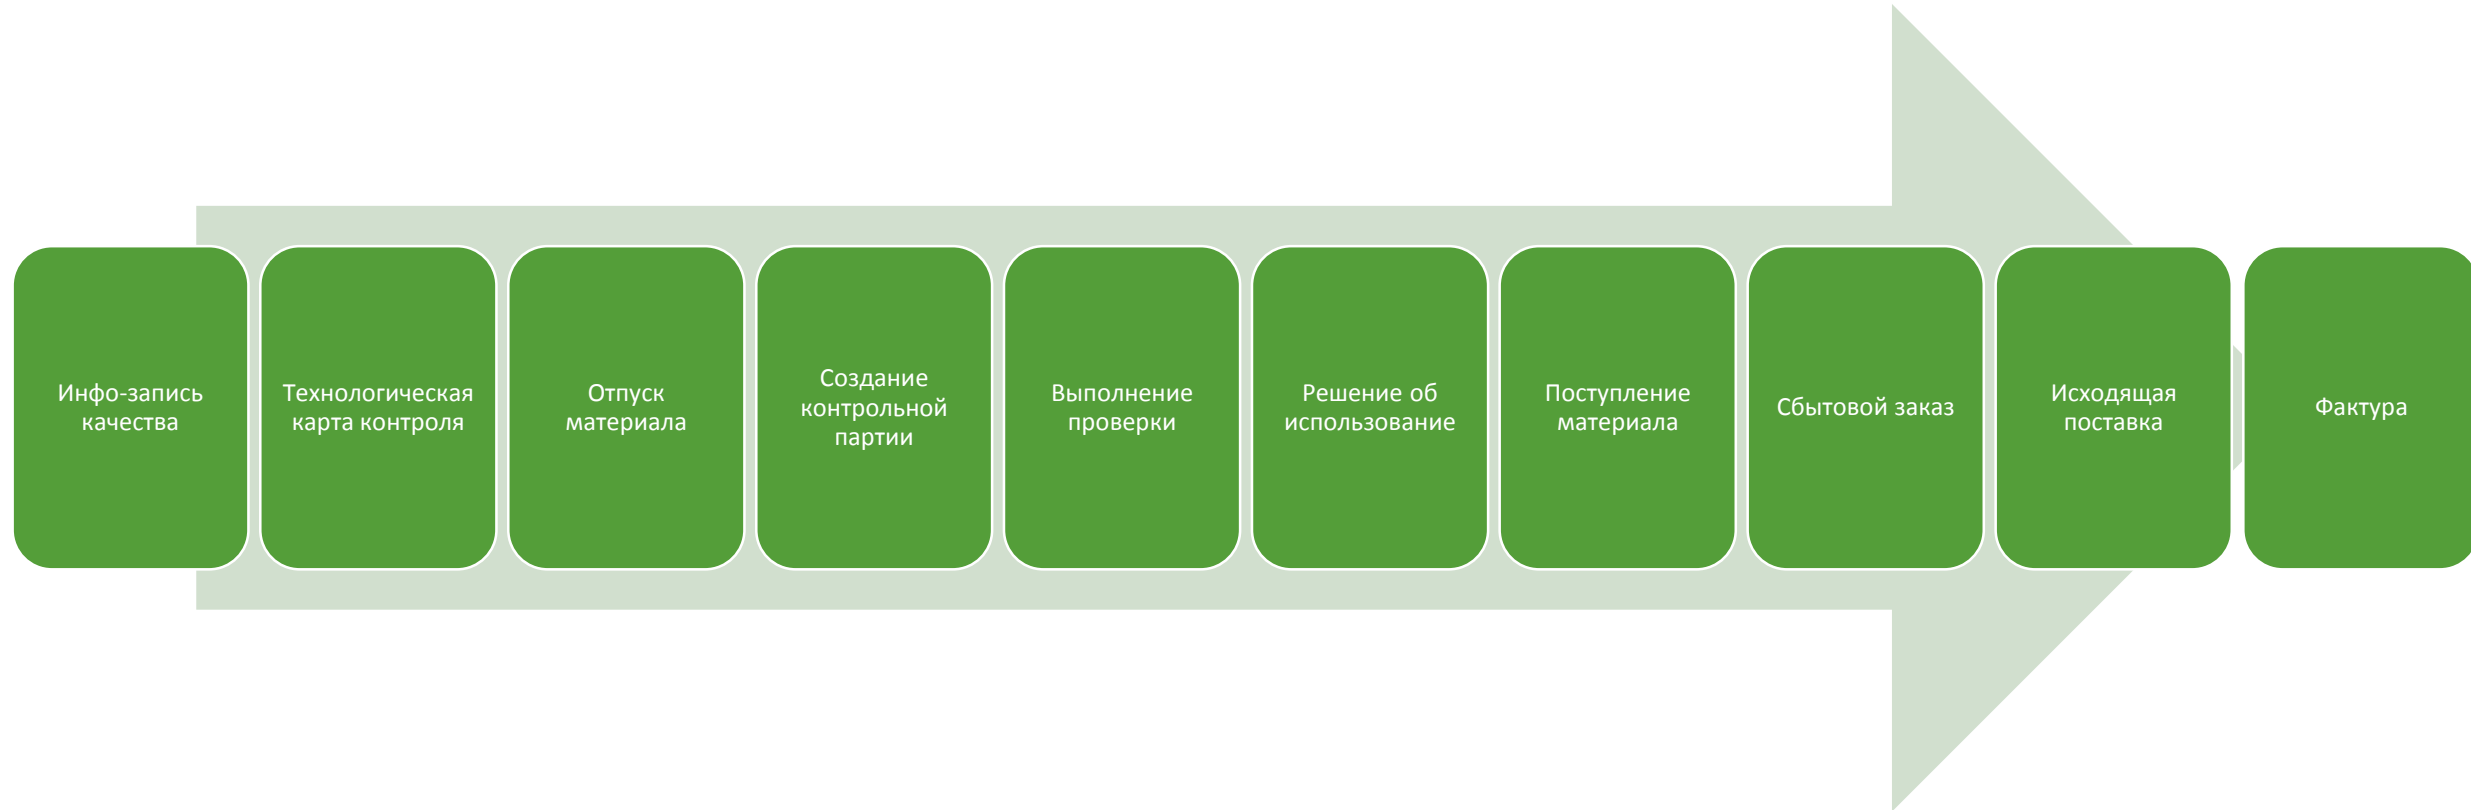 Инфо-запись
качества
Технологическая
карта контроля
Отпуск
материала
Создание
контрольной
партии
Выполнение
проверки
Решение об
использование
Поступление
материала
Сбытовой заказ
Исходящая
поставка
Фактура